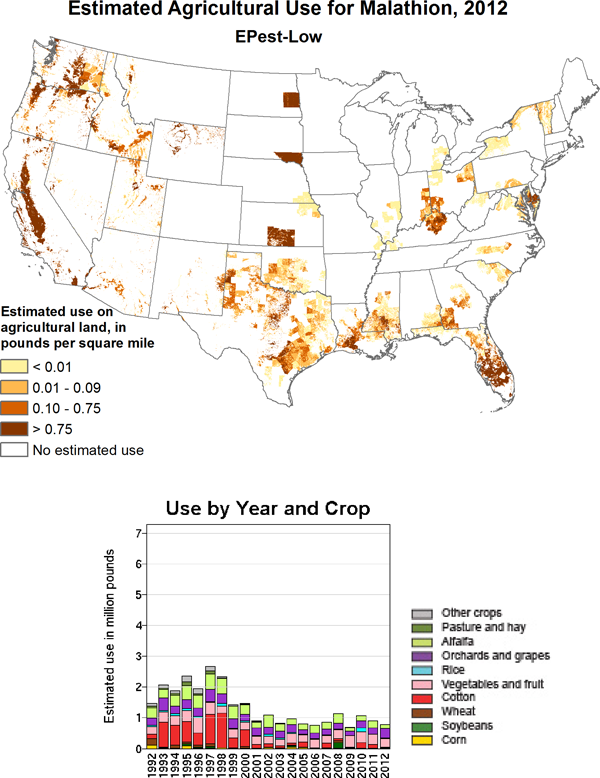 Estimated Agricultural Use for Malathion, 2012
EPest-Low
Estimated use on
agricultural land, in
pounds per square mile
< 0.01
0.01 - 0.09
0.10 - 0.75
> 0.75
No estimated use
Use by Year and Crop
Estimated use in million pounds
7
6
5
4
3
2
1
0
1992
1993
1994
1995
1996
1997
1998
1999
2000
2001
2002
2003
2004
2005
2006
2007
2008
2009
2010
2011
2012
Other crops
Pasture and hay
Alfalfa
Orchards and grapes
Rice
Vegetables and fruit
Cotton
Wheat
Soybeans
Corn